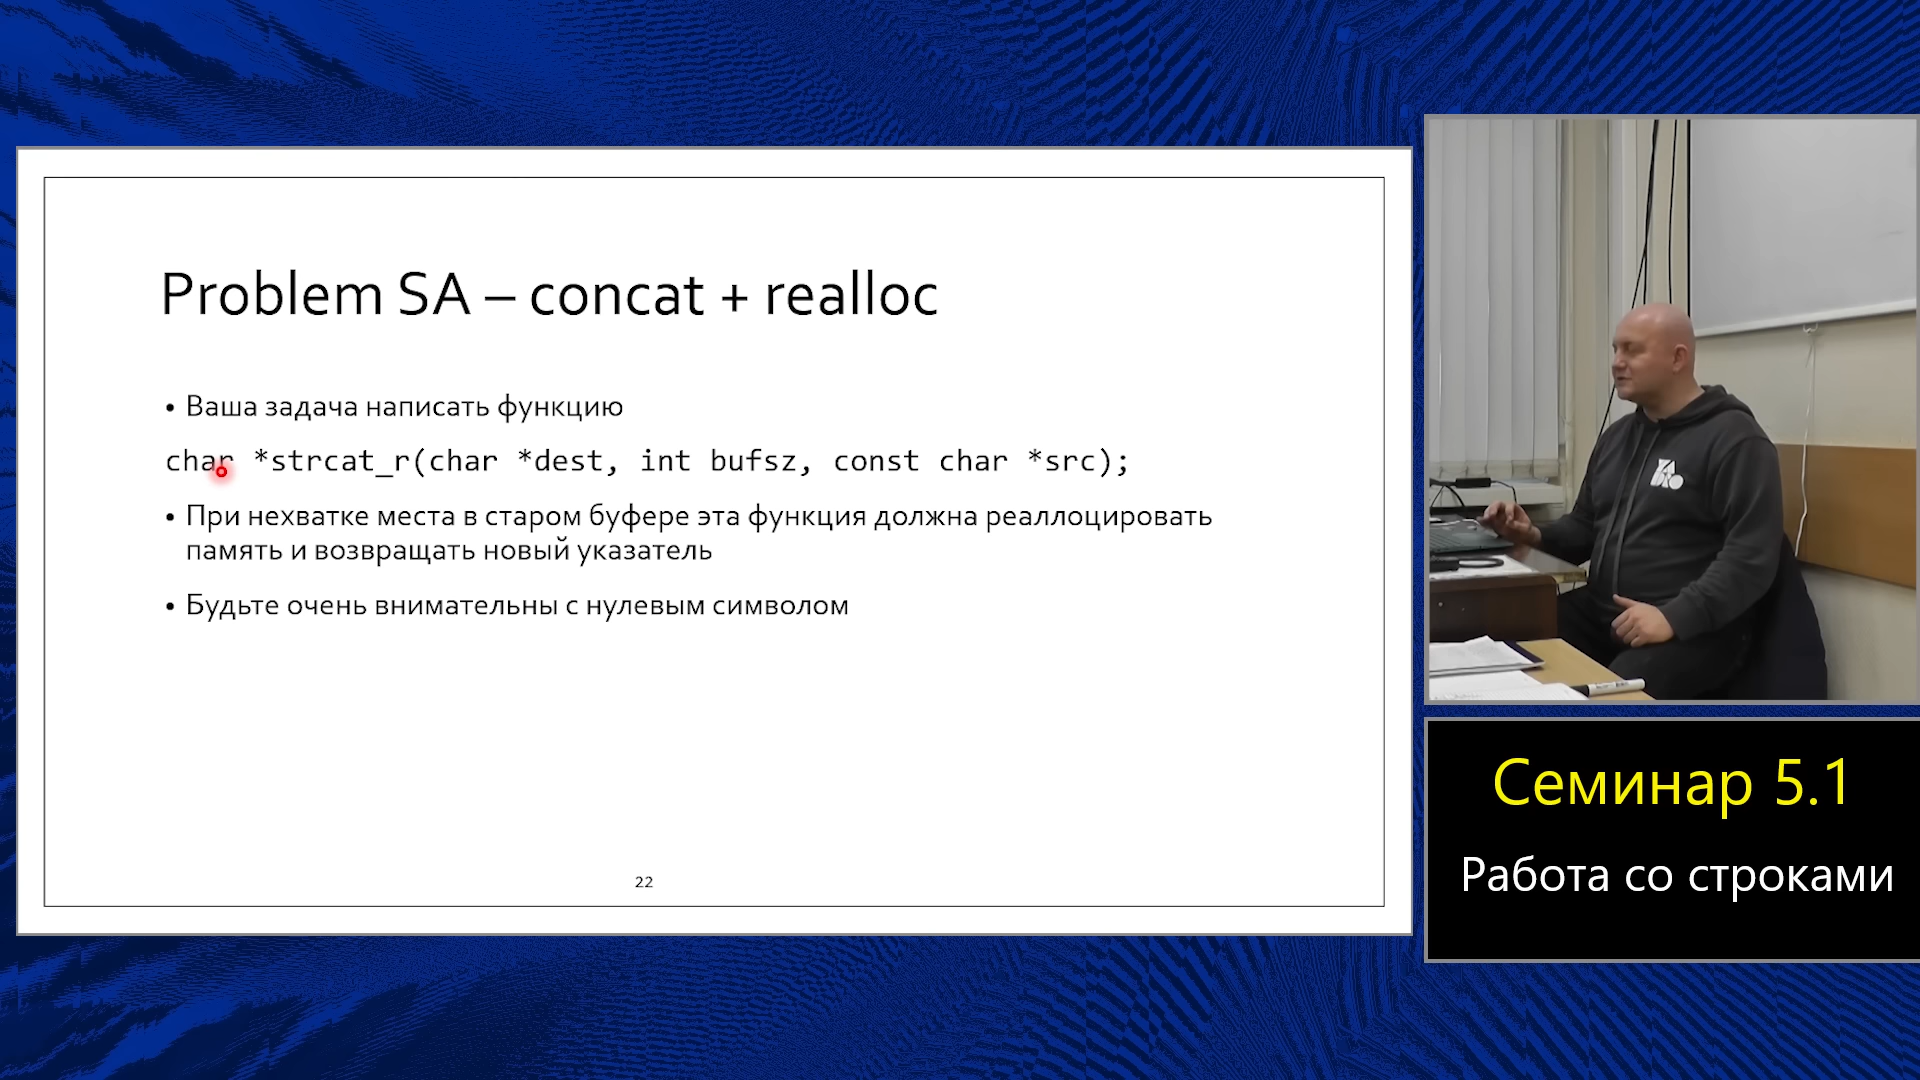 Problem SA – concat + realloc
• Ваша задача написать функцию
char *strcat_r(char *dest, int bufsz, const char *src);
• При нехватке места в старом буфере эта функция должна реаллоцировать
память и возвращать новый указатель
• Будьте очень внимательны с нулевым символом
22
Семинар 5.1
Работа со строками